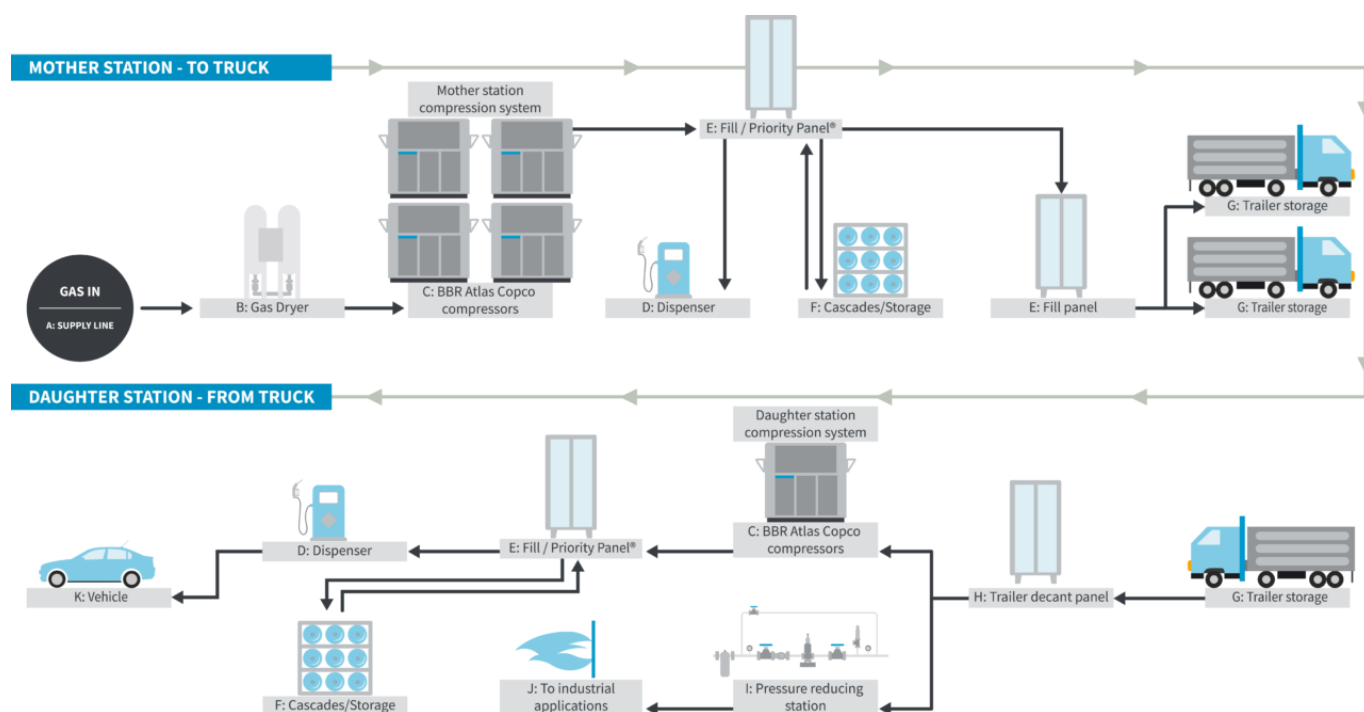 MOTHER STATION - TO TRUCK
Mother station
compression system
E: Fill / Priority Panel®
G: Trailer storage
GAS IN
A: SUPPLY LINE
B: Gas Dryer
C: BBR Atlas Copco
compressors
D: Dispenser
F: Cascades/Storage
E: Fill panel
G: Trailer storage
DAUGHTER STATION - FROM TRUCK
Daughter station
compression system
C: BBR Atlas Copco
compressors
E: Fill / Priority Panel®
D: Dispenser
K: Vehicle
H: Trailer decant panel
G: Trailer storage
F: Cascades/Storage
J: To industrial
applications
I: Pressure reducing
station